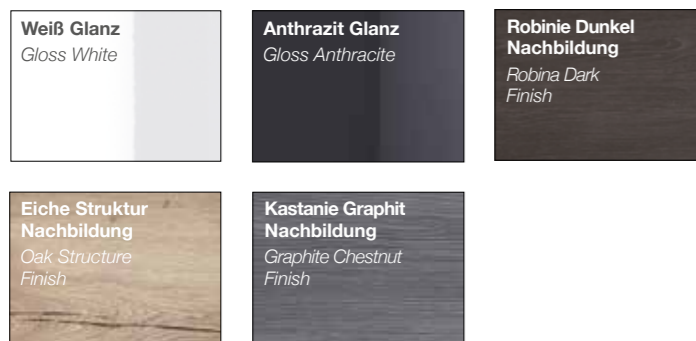 Weiß Glanz
Gloss White
Anthrazit Glanz
Gloss Anthracite
Robinie Dunkel
Nachbildung
Robina Dark
Finish
Eiche Struktur
Nachbildung
Oak Structure
Finish
Kastanie Graphit
Nachbildung
Graphite Chestnut
Finish